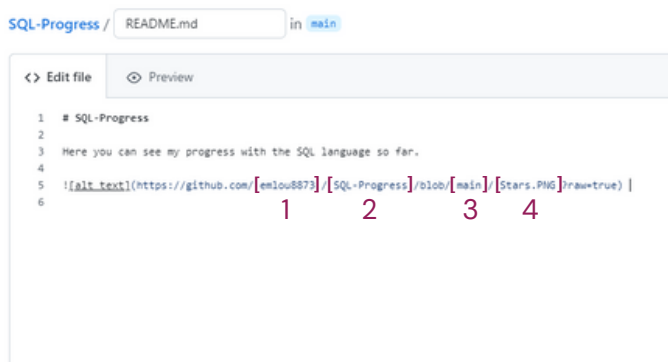 SQL-Progress / README.md in main
<> Edit file Preview
1 # SQL-Progress
2
3 Here you can see my progress with the SQL language so far.
4
5 ![alt text](https://github.com/[emlou8873]/[SQL-Progress]/blob/[main]/[Stars.PNG]?raw=true)
6
1 2 3 4